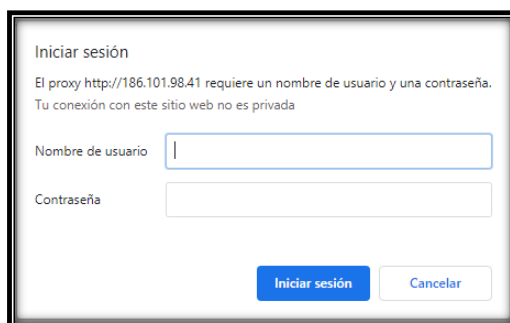 Iniciar sesión
El proxy http://186.101.98.41 requiere un nombre de usuario y una contraseña.
Tu conexión con este sitio web no es privada
Nombre de usuario
Contraseña
Iniciar sesión Cancelar